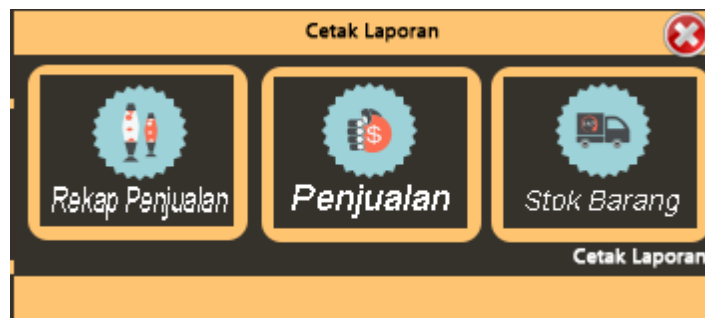 Cetak Laporan
Rekap Penjualan
Penjualan
Stok Barang
Cetak Laporan